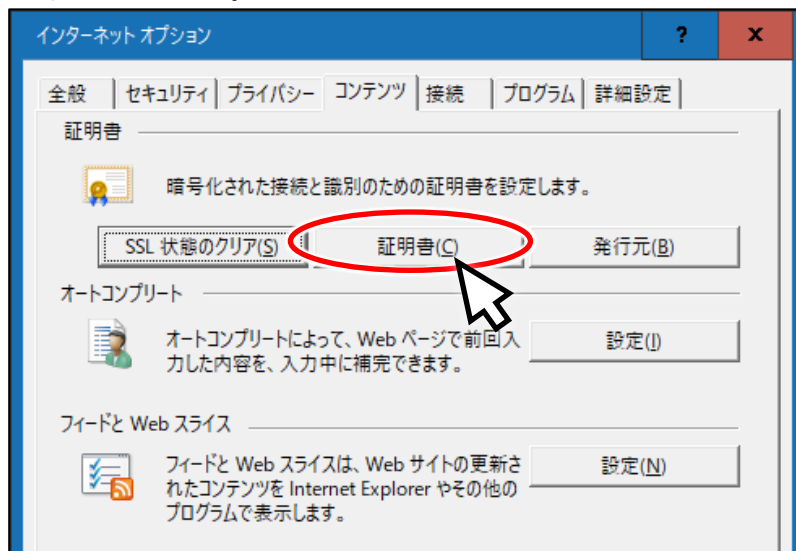 インターネット オプション ? x
全般 セキュリティ プライバシー コンテンツ 接続 プログラム 詳細設定
証明書
暗号化された接続と識別のための証明書を設定します。
SSL 状態のクリア(S) 証明書(C) 発行元(B)
オートコンプリート
オートコンプリートによって、Web ページで前回入
力した内容を、入力中に補完できます。
設定(I)
フィードと Web スライス
フィードと Web スライスは、Web サイトの更新さ
れたコンテンツを Internet Explorer やその他の
プログラムで表示します。
設定(N)